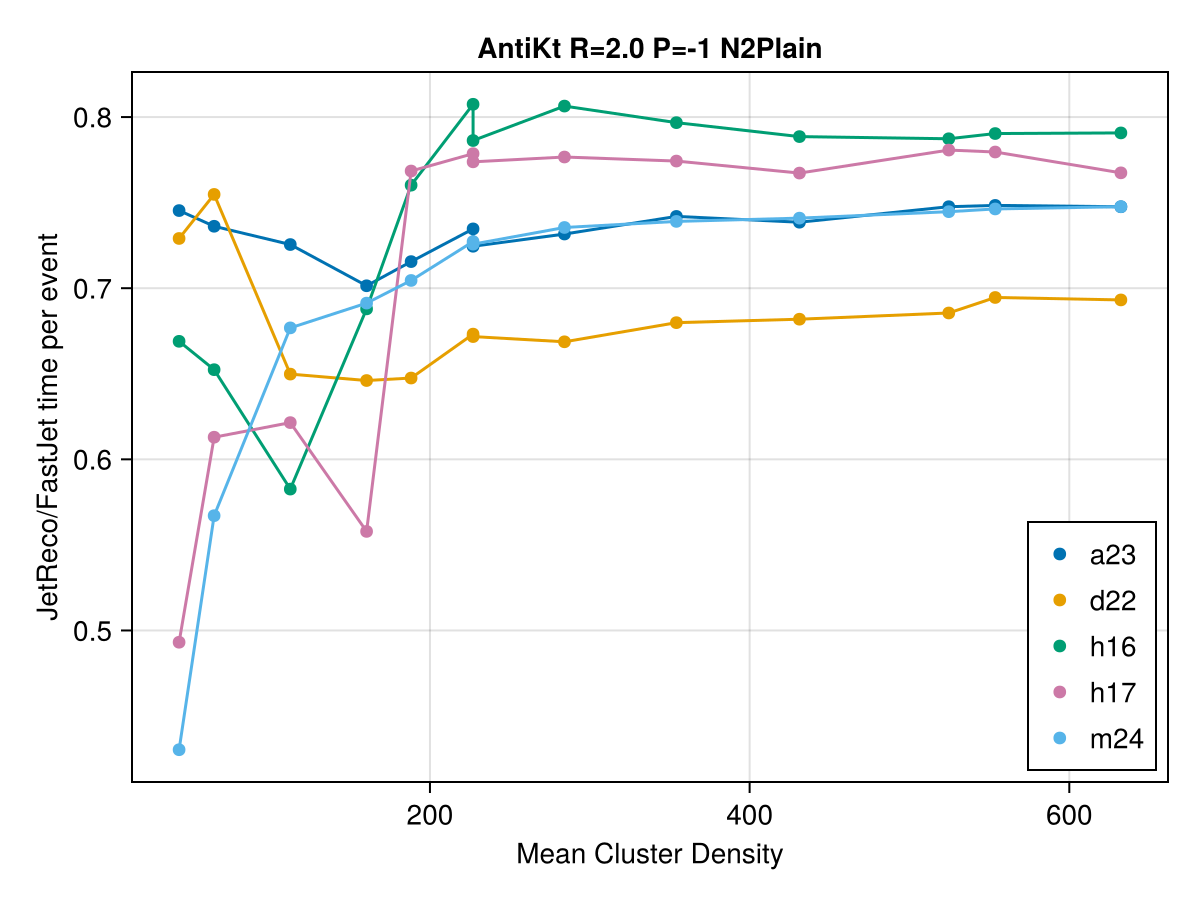 AntiKt R=2.0 P=-1 N2Plain
JetReco/FastJet time per event
0.8
0.7
0.6
0.5
200
400
600
Mean Cluster Density
a23
d22
h16
h17
m24